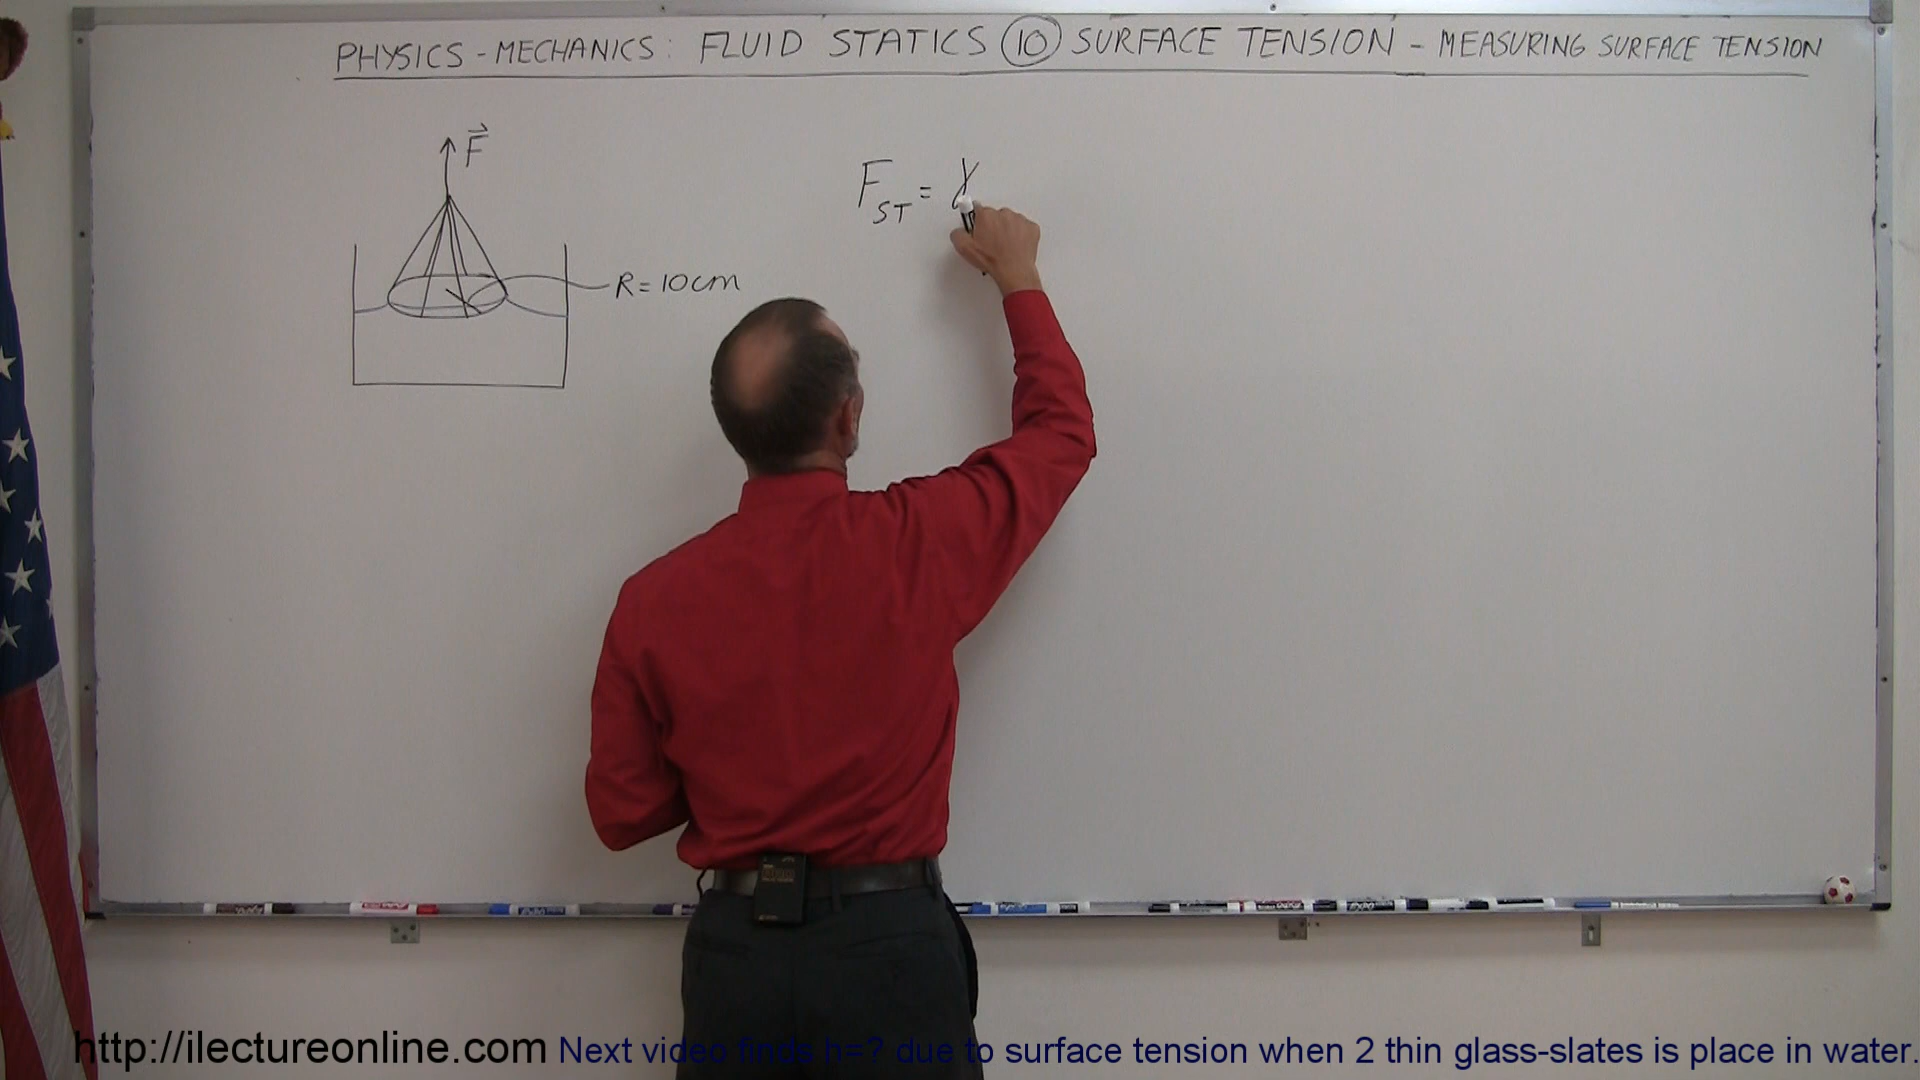 PHYSICS - MECHANICS: FLUID STATICS 10 SURFACE TENSION - MEASURING SURFACE TENSION
F
F ST = γ
R = 10cm
http://ilectureonline.com Next video finds h=? due to surface tension when 2 thin glass-slates is place in water.